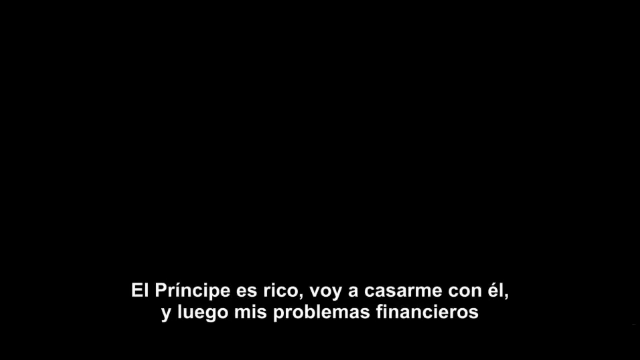 El Príncipe es rico, voy a casarme con él,
y luego mis problemas financieros